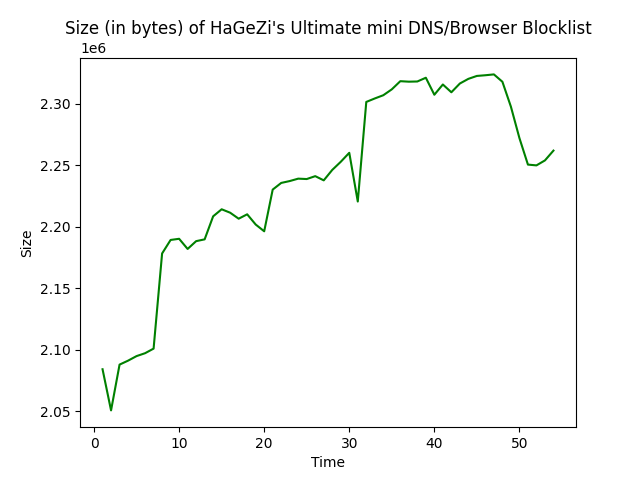 Size (in bytes) of HaGeZi's Ultimate mini DNS/Browser Blocklist
1e6
2.30
2.25
2.20
2.15
2.10
2.05
Size
0 10 20 30 40 50
Time